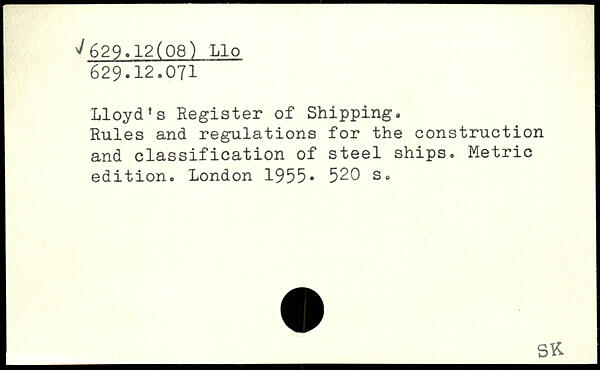 ✓ 629.12(08) Llo
629.12.071
Lloyd's Register of Shipping.
Rules and regulations for the construction
and classification of steel ships. Metric
edition. London 1955. 520 s.
SK